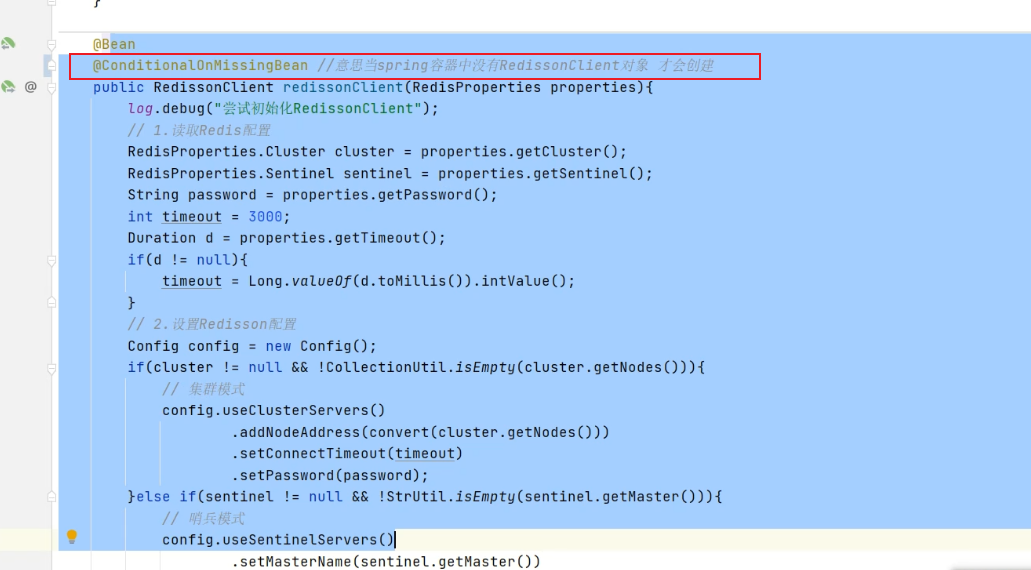 }
@Bean
@ConditionalOnMissingBean //意思当spring容器中没有RedissonClient对象 才会创建
@
public RedissonClient redissonClient(RedisProperties properties){
log.debug("尝试初始化RedissonClient");
// 1.读取Redis配置
RedisProperties.Cluster cluster = properties.getCluster();
RedisProperties.Sentinel sentinel = properties.getSentinel();
String password = properties.getPassword();
int timeout = 3000;
Duration d = properties.getTimeout();
if(d != null){
timeout = Long.valueOf(d.toMillis()).intValue();
}
// 2.设置Redisson配置
Config config = new Config();
if(cluster != null && !CollectionUtil.isEmpty(cluster.getNodes())){
// 集群模式
config.useClusterServers()
.addNodeAddress(convert(cluster.getNodes()))
.setConnectTimeout(timeout)
.setPassword(password);
}else if(sentinel != null && !StrUtil.isEmpty(sentinel.getMaster())){
// 哨兵模式
config.useSentinelServers()
.setMasterName(sentinel.getMaster())